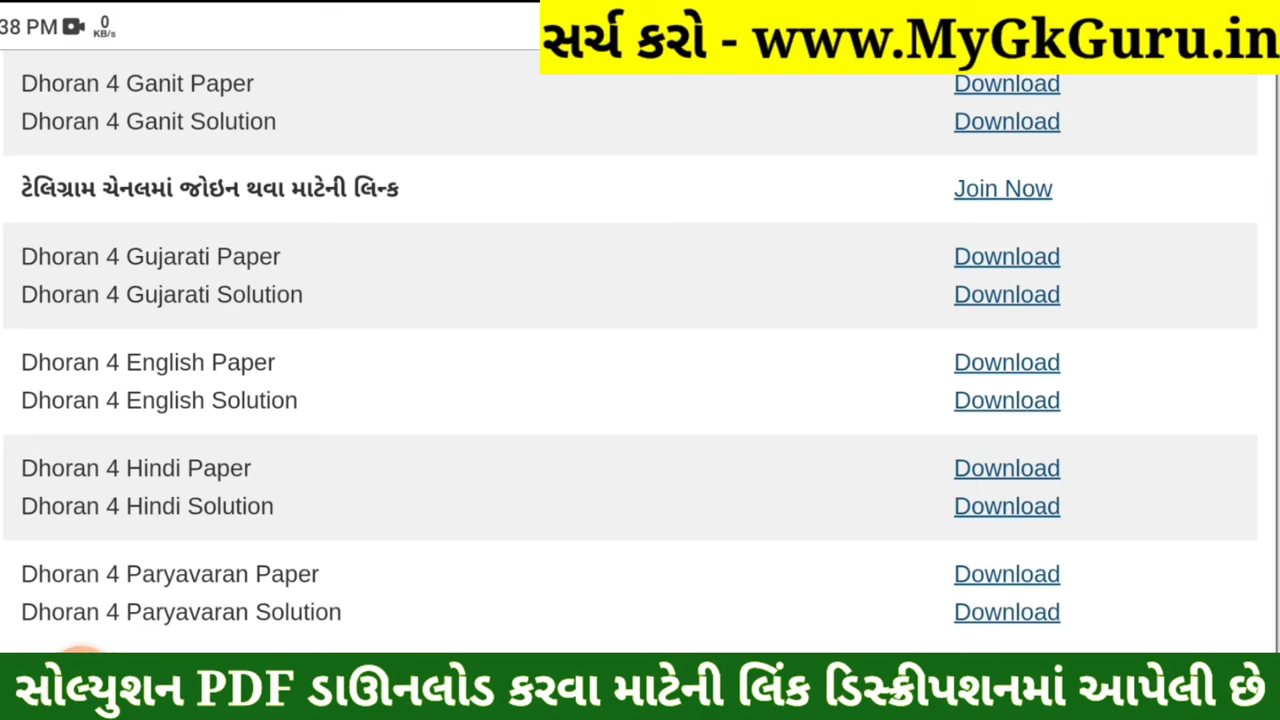 38 PM 0 KB/s
સર્ચ કરો - www.MyGkGuru.in
Dhoran 4 Ganit Paper Download
Dhoran 4 Ganit Solution Download
ટેલિગ્રામ ચેનલમાં જોઇન થવા માટેની લિન્ક Join Now
Dhoran 4 Gujarati Paper Download
Dhoran 4 Gujarati Solution Download
Dhoran 4 English Paper Download
Dhoran 4 English Solution Download
Dhoran 4 Hindi Paper Download
Dhoran 4 Hindi Solution Download
Dhoran 4 Paryavaran Paper Download
Dhoran 4 Paryavaran Solution Download
સોલ્યુશન PDF ડાઊનલોડ કરવા માટેની લિંક ડિસ્ક્રીપશનમાં આપેલી છે